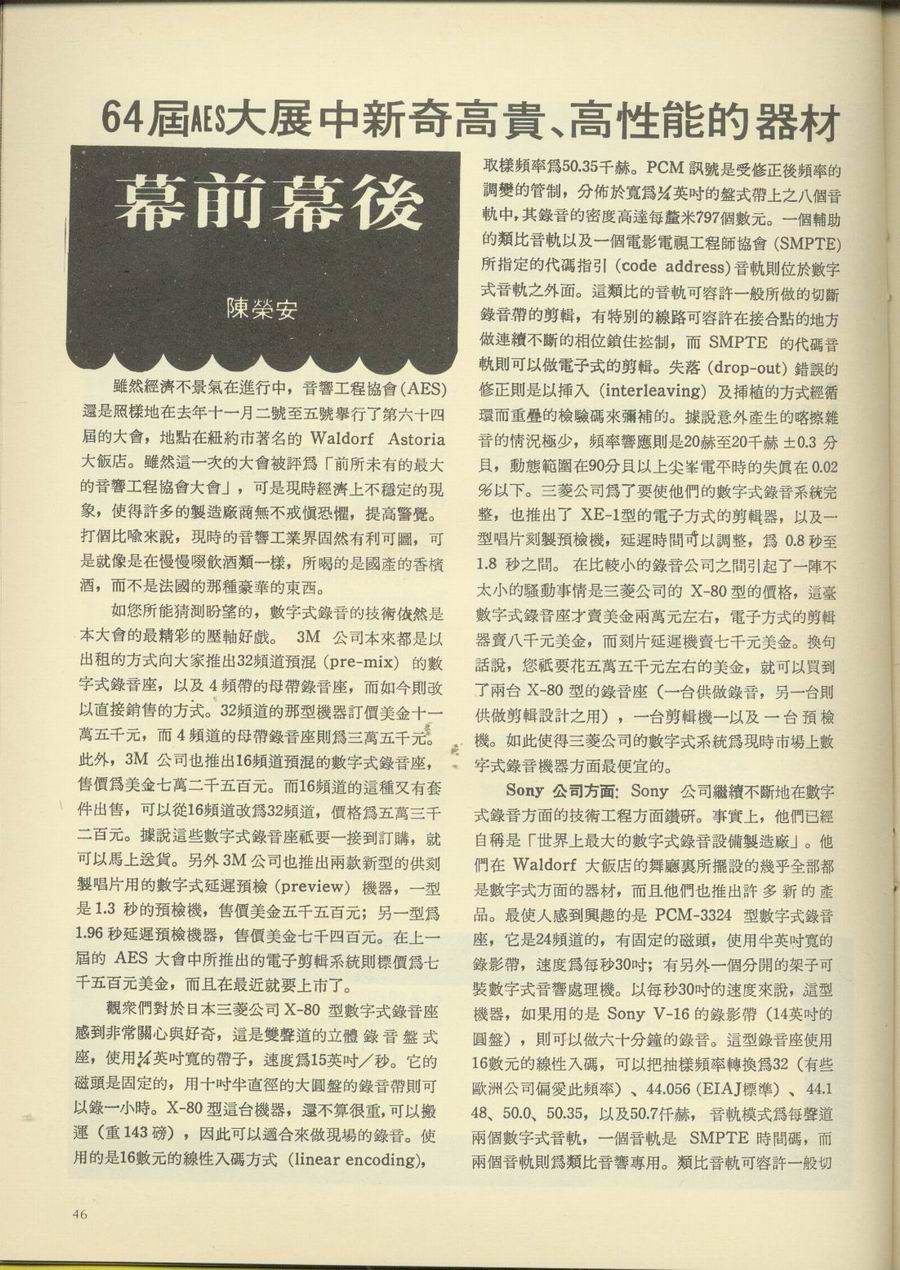 64屆AES大展中新奇高貴、高性能的器材
幕前幕後
陳榮安
雖然經濟不景氣在進行中，音響工程協會(AES)
還是照樣地在去年十一月二號至五號舉行了第六十四
屆的大會，地點在紐約市著名的 Waldorf Astoria
大飯店。雖然這一次的大會被評爲「前所未有的最大
的音響工程協會大會」，可是現時經濟上不穩定的現
象，使得許多的製造廠商無不戒愼恐懼，提高警覺。
打個比喩來說，現時的音響工業界固然有利可圖，可
是就像是在慢慢啜飲酒類一樣，所喝的是國產的香檳
酒，而不是法國的那種豪華的東西。
如您所能猜測盼望的，數字式錄音的技術依然是
本大會的最精彩的壓軸好戲。 3M 公司本來都是以
出租的方式向大家推出32頻道預混 (pre-mix) 的數
字式錄音座，以及 4 頻帶的母帶錄音座，而如今則改
以直接銷售的方式。32頻道的那型機器訂價美金十一
萬五千元，而 4 頻道的母帶錄音座則爲三萬五千元。
此外，3M 公司也推出16頻道預混的數字式錄音座，
售價爲美金七萬二千五百元。而16頻道的這種又有套
件出售，可以從16頻道改爲32頻道，價格爲五萬三千
二百元。據說這些數字式錄音座祇要一接到訂購，就
可以馬上送貨。另外 3M 公司也推出兩款新型的供刻
製唱片用的數字式延遲預檢 (preview) 機器，一型
是 1.3 秒的預檢機，售價美金五千五百元；另一型爲
1.96 秒延遲預檢機器，售價美金七千四百元。在上一
屆的 AES 大會中所推出的電子剪輯系統則標價爲七
千五百元美金，而且在最近就要上市了。
觀衆們對於日本三菱公司 X-80 型數字式錄音座
感到非常關心與好奇，這是雙聲道的立體錄音盤式
座，使用¼英吋寬的帶子，速度爲15英吋／秒。它的
磁頭是固定的，用十吋半直徑的大圓盤的錄音帶則可
以錄一小時。X-80 型這台機器，還不算很重，可以搬
運（重 143 磅），因此可以適合來做現場的錄音。使
用的是16數元的線性入碼方式 (linear encoding)，
取樣頻率爲50.35千赫。PCM 訊號是受修正後頻率的
調變的管制，分佈於寬爲¼英吋的盤式帶上之八個音
軌中，其錄音的密度高達每釐米797個數元。一個輔助
的類比音軌以及一個電影電視工程師協會 (SMPTE)
所指定的代碼指引 (code address) 音軌則位於數字
式音軌之外面。這類比的音軌可容許一般所做的切斷
錄音帶的剪輯，有特別的線路可容許在接合點的地方
做連續不斷的相位鎖住控制，而 SMPTE 的代碼音
軌則可以做電子式的剪輯。失落 (drop-out) 錯誤的
修正則是以揷入 (interleaving) 及揷植的方式經循
環而重疊的檢驗碼來彌補的。據說意外產生的喀擦雜
音的情況極少，頻率響應則是20赫至20千赫 ±0.3 分
貝，動態範圍在90分貝以上尖峯電平時的失眞在 0.02
%以下。三菱公司爲了要使他們的數字式錄音系統完
整，也推出了 XE-1型的電子方式的剪輯器，以及一
型唱片刻製預檢機，延遲時間可以調整，爲 0.8 秒至
1.8 秒之間。 在比較小的錄音公司之間引起了一陣不
太小的騷動事情是三菱公司的 X-80 型的價格，這臺
數字式錄音座才賣美金兩萬元左右，電子方式的剪輯
器賣八千元美金，而刻片延遲機賣七千元美金。換句
話說，您祇要花五萬五千元左右的美金，就可以買到
了兩台 X-80 型的錄音座（一台供做錄音，另一台則
供做剪輯設計之用），一台剪輯機一以及一台預檢
機。如此使得三菱公司的數字式系統爲現時市場上數
字式錄音機器方面最便宜的。
Sony 公司方面: Sony 公司繼續不斷地在數字
式錄音方面的技術工程方面鑽硏。事實上，他們已經
自稱是「世界上最大的數字式錄音設備製造廠」。他
們在 Waldorf 大飯店的舞廳裏所擺設的幾乎全部都
是數字式方面的器材，而且他們也推出許多新的產
品。最使人感到興趣的是 PCM-3324 型數字式錄音
座，它是24頻道的，有固定的磁頭，使用半英吋寬的
錄影帶，速度爲每秒30吋；有另外一個分開的架子可
裝數字式音響處理機。以每秒30吋的速度來說，這型
機器，如果用的是 Sony V-16 的錄影帶（14英吋的
圓盤），則可以做六十分鐘的錄音。這型錄音座使用
16數元的線性入碼，可以把抽樣頻率轉換爲32（有些
歐洲公司偏愛此頻率）、44.056 (EIAJ標準) 、44.1
48、50.0、50.35，以及50.7仟赫， 音軌模式爲每聲道
兩個數字式音軌，一個音軌是 SMPTE 時間碼，而
兩個音軌則爲類比音響專用。類比音軌可容許一般切
46